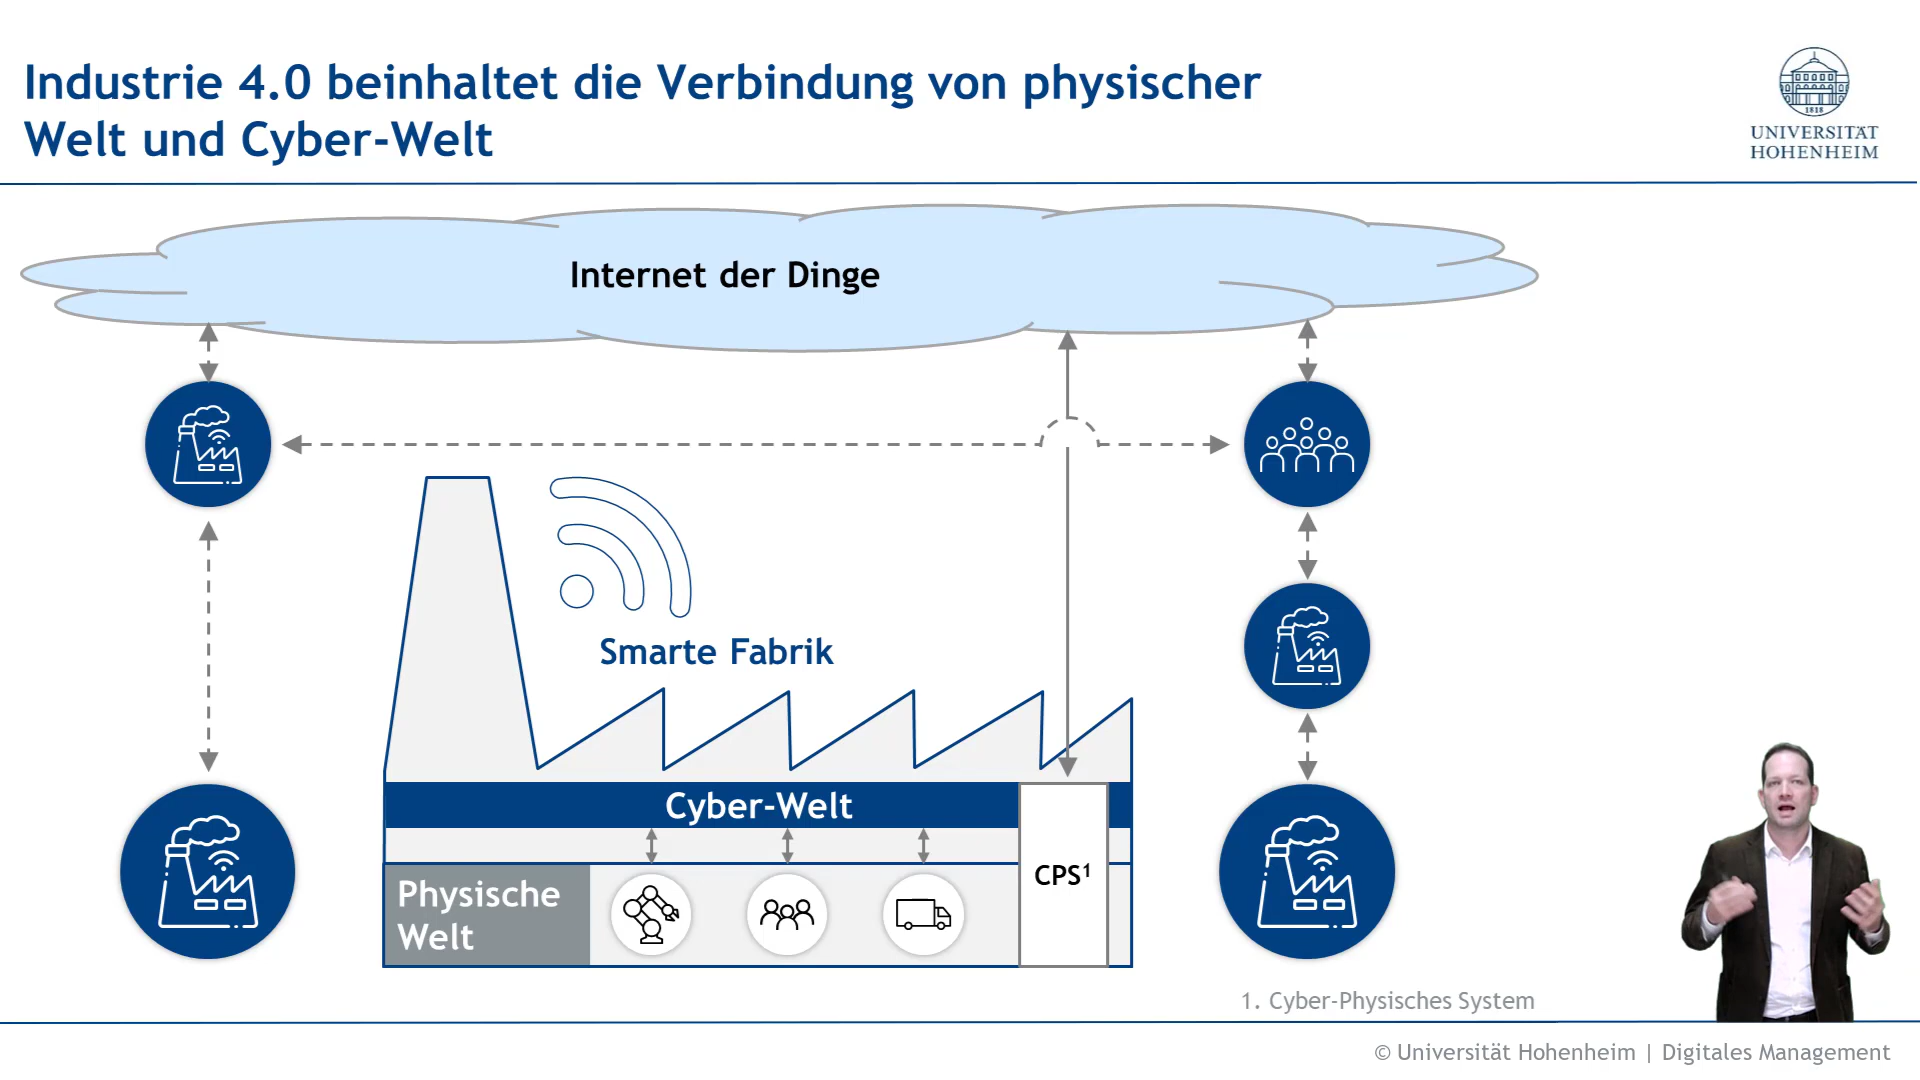 Industrie 4.0 beinhaltet die Verbindung von physischer
Welt und Cyber-Welt
1818
UNIVERSITÄT
HOHENHEIM
Internet der Dinge
Smarte Fabrik
Cyber-Welt
Physische
Welt
CPS¹
1. Cyber-Physisches System
© Universität Hohenheim | Digitales Management